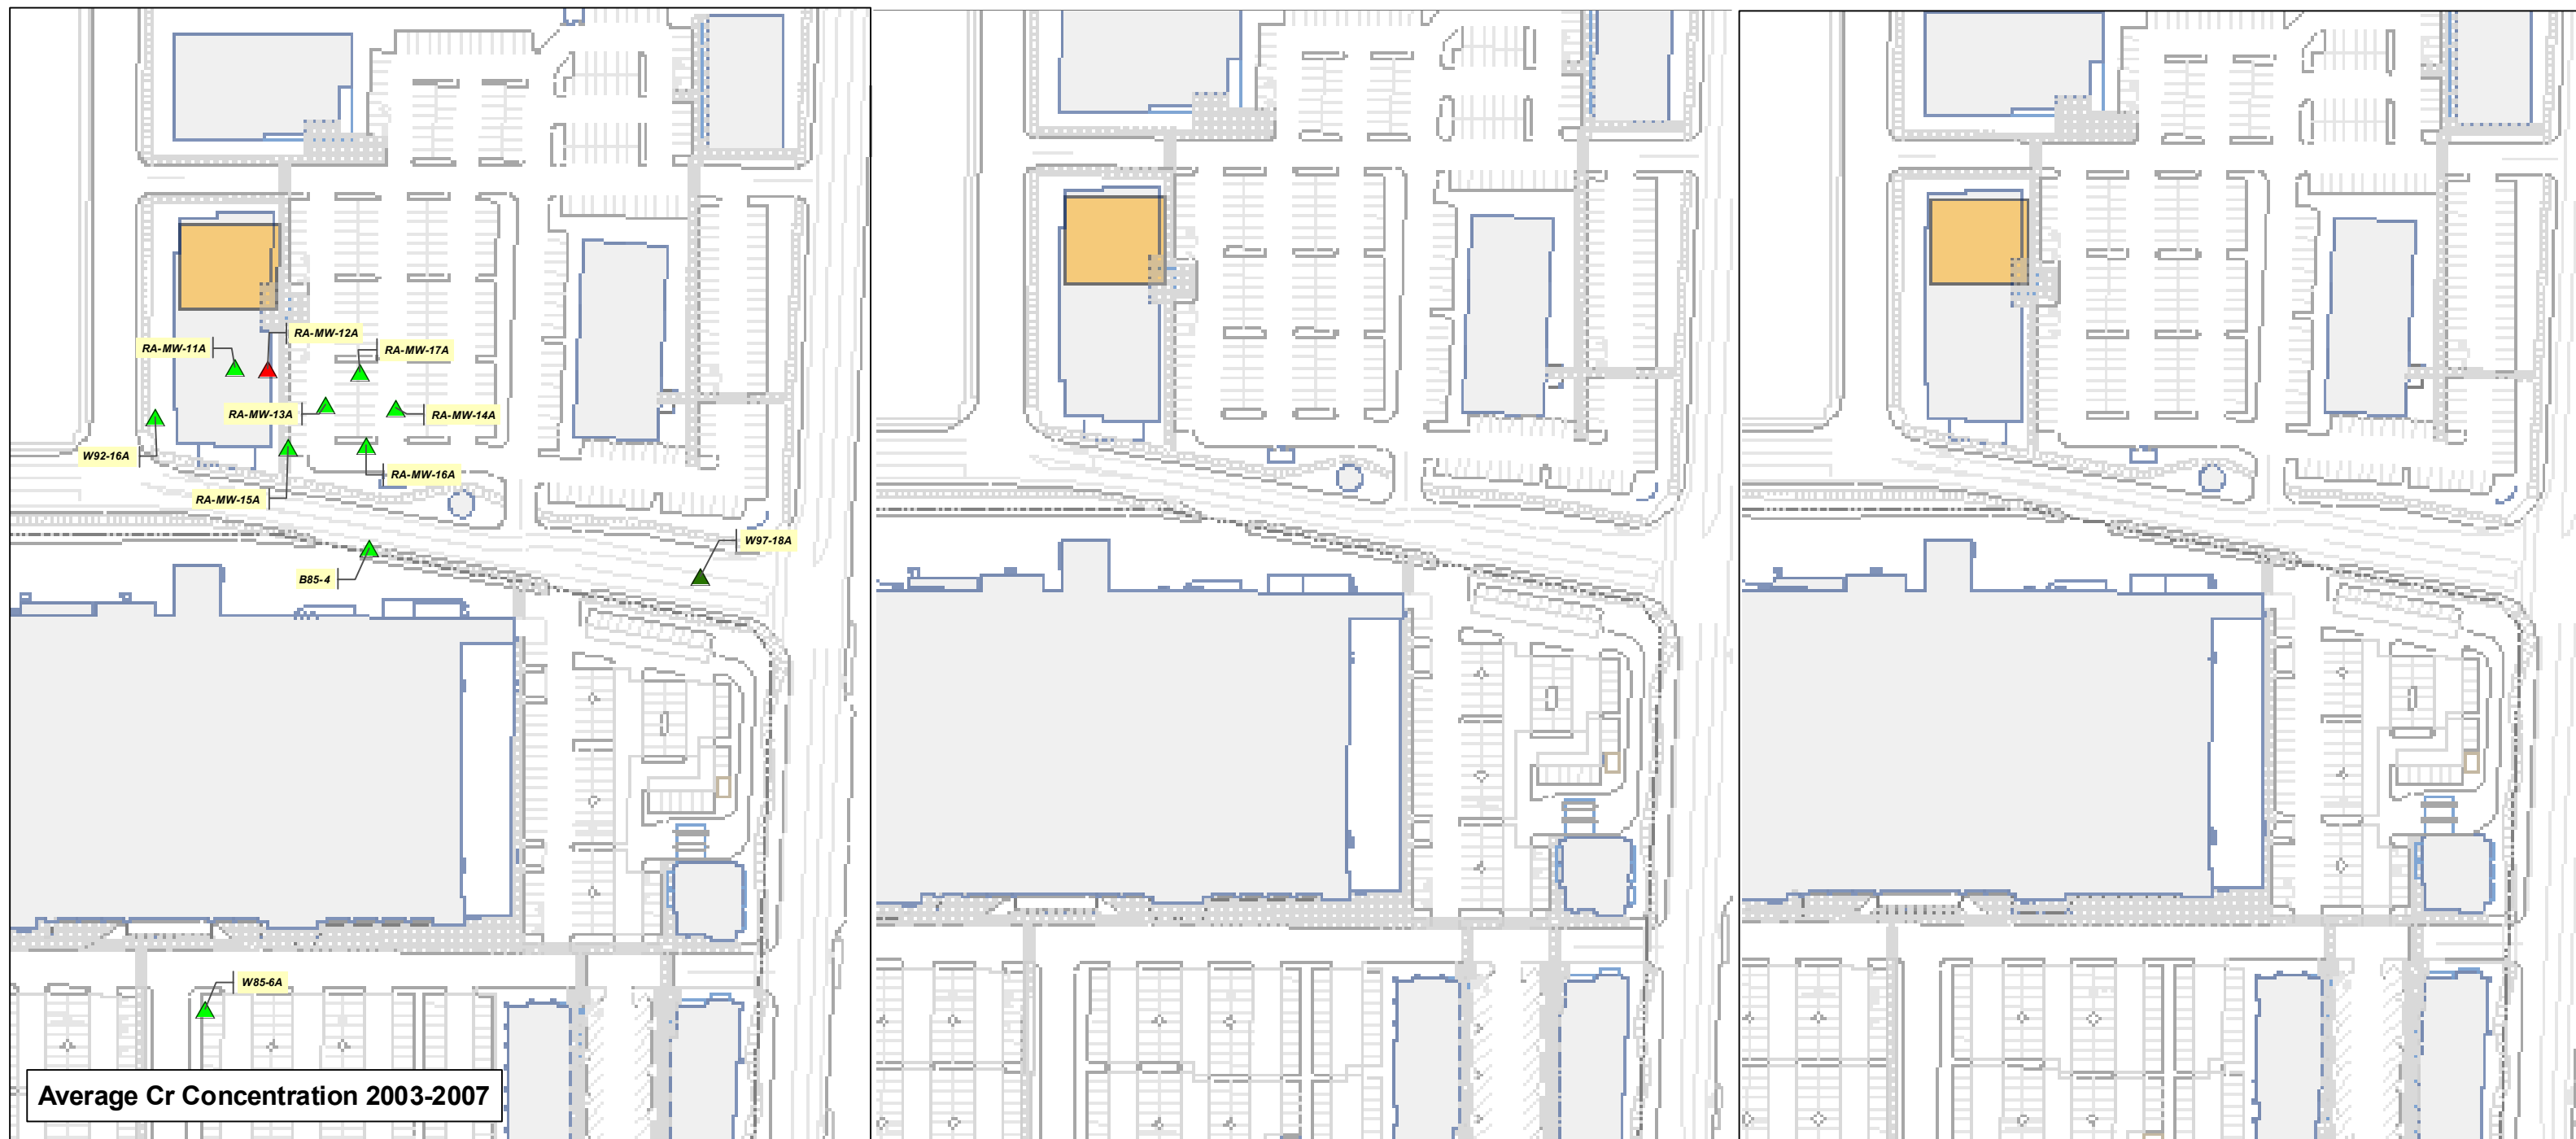 RA-MW-12A
RA-MW-11A
RA-MW-17A
RA-MW-13A
RA-MW-14A
W92-16A
RA-MW-16A
RA-MW-15A
W97-18A
B85-4
W85-6A
Average Cr Concentration 2003-2007